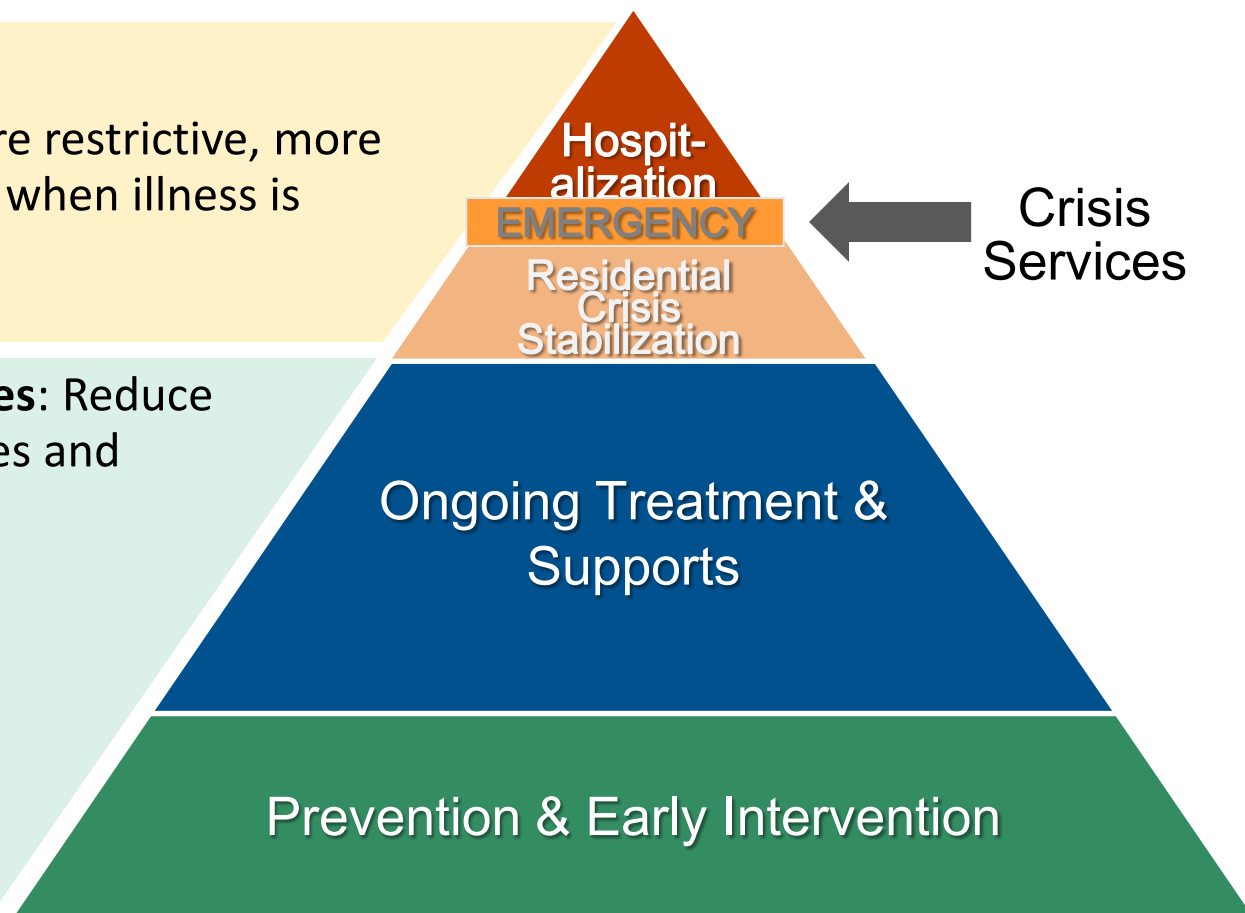 re restrictive, more
when illness is
es: Reduce
es and
Hospit-
alization
EMERGENCY
Residential
Crisis
Stabilization
Crisis
Services
Ongoing Treatment &
Supports
Prevention & Early Intervention